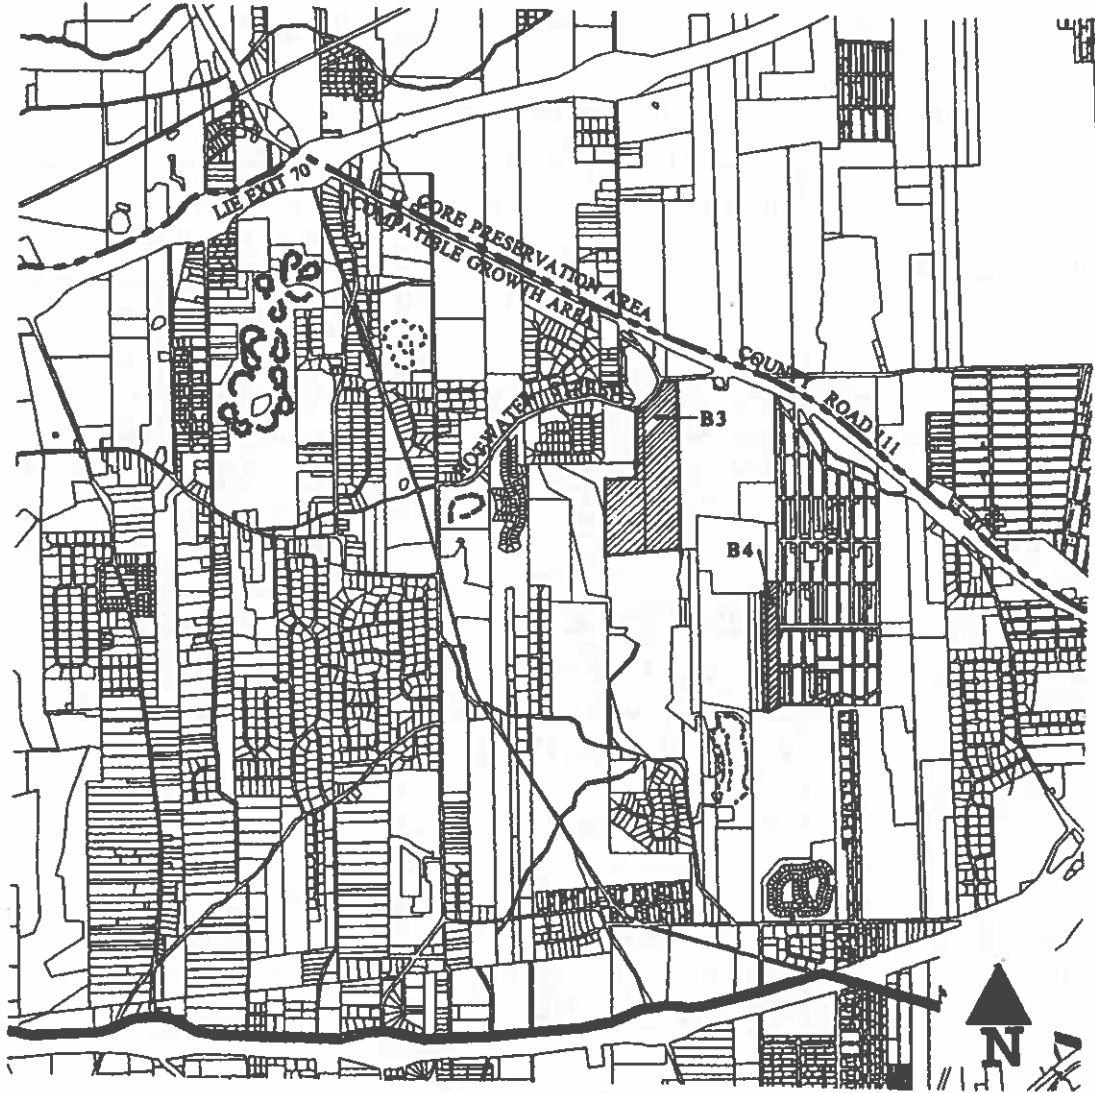 LIE EXIT 70
CORE PRESERVATION AREA
COMPATIBLE GROWTH AREA
COUNTY ROAD 111
B3
B4
N